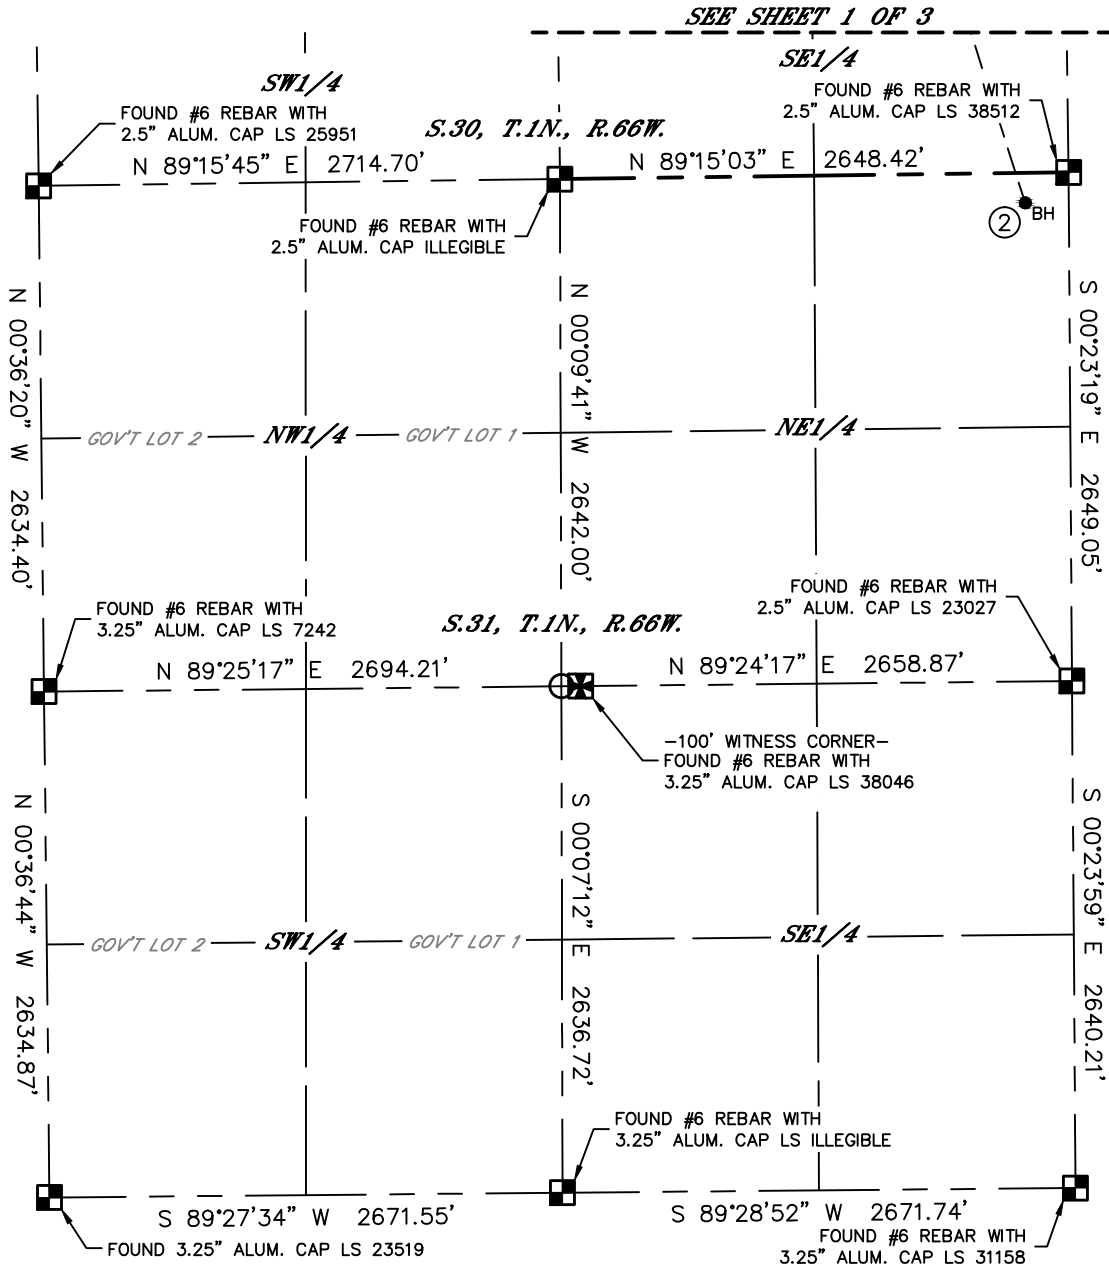 SEE SHEET 1 OF 3
SW1/4
SE1/4
FOUND #6 REBAR WITH
2.5" ALUM. CAP LS 25951
S.30, T.1N., R.66W.
FOUND #6 REBAR WITH
2.5" ALUM. CAP LS 38512
N 89°15'45" E 2714.70'
N 89°15'03" E 2648.42'
FOUND #6 REBAR WITH
2.5" ALUM. CAP ILLEGIBLE
2
BH
N 00°36'20" W 2634.40'
N 00°09'41" W 2642.00'
S 00°23'19" E 2649.05'
GOV'T LOT 2
NW1/4
GOV'T LOT 1
NE1/4
FOUND #6 REBAR WITH
3.25" ALUM. CAP LS 7242
S.31, T.1N., R.66W.
FOUND #6 REBAR WITH
2.5" ALUM. CAP LS 23027
N 89°25'17" E 2694.21'
N 89°24'17" E 2658.87'
-100' WITNESS CORNER-
FOUND #6 REBAR WITH
3.25" ALUM. CAP LS 38046
N 00°36'44" W 2634.87'
S 00°07'12" E 2636.72'
S 00°23'59" E 2640.21'
GOV'T LOT 2
SW1/4
GOV'T LOT 1
SE1/4
FOUND #6 REBAR WITH
3.25" ALUM. CAP LS ILLEGIBLE
S 89°27'34" W 2671.55'
S 89°28'52" W 2671.74'
FOUND 3.25" ALUM. CAP LS 23519
FOUND #6 REBAR WITH
3.25" ALUM. CAP LS 31158